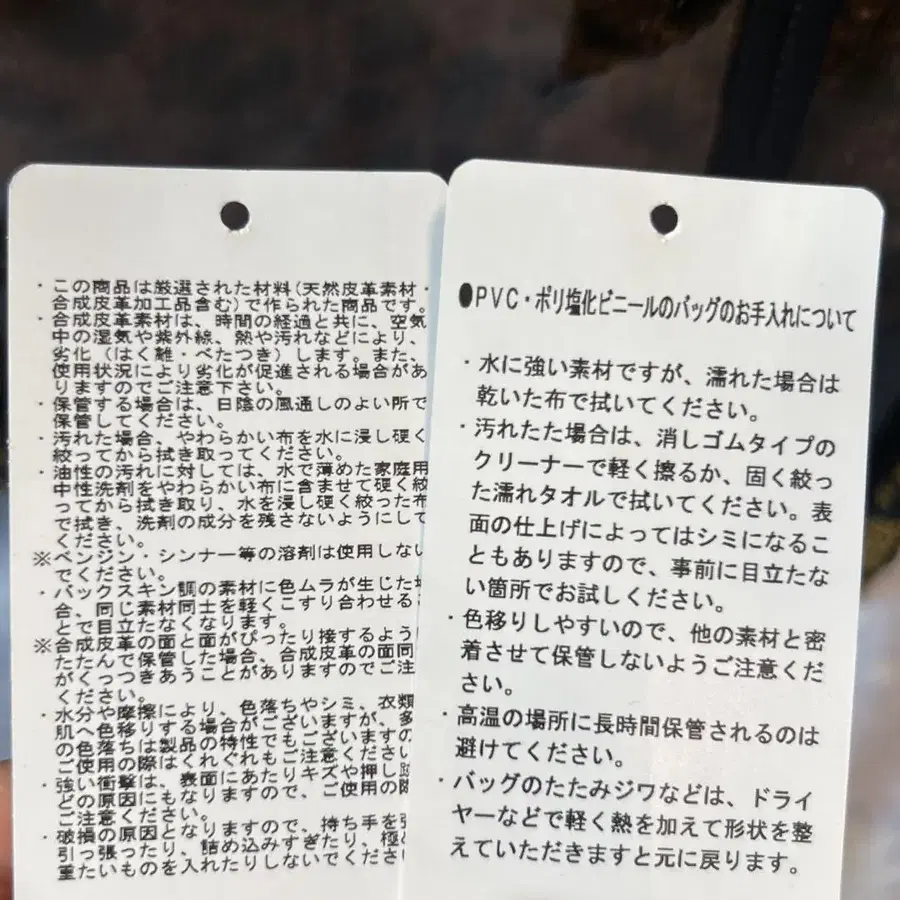 ・この商品は厳選された材料(天然皮革素材・
合成皮革加工品含む)で作られた商品です。
・合成皮革素材は、時間の経過と共に、空気
中の湿気や紫外線、熱や汚れなどにより、
劣化（はく離・べたつき）します。また、
使用状況により劣化が促進される場合があ
りますのでご注意下さい。
・保管する場合は、日陰の風通しのよい所で
保管してください。
・汚れた場合、やわらかい布を水に浸し硬く
絞ってから拭き取ってください。
・油性の汚れに対しては、水で薄めた家庭用
中性洗剤をやわらかい布に含ませて硬く絞
ってから拭き取り、水を浸し硬く絞った布
で拭き、洗剤の成分を残さないようにして
ください。
※ベンジン・シンナー等の溶剤は使用しない
でください。
・バックスキン調の素材に色ムラが生じた場
合、同じ素材同士を軽くこすり合わせるこ
とで目立たなくなります。
※合成皮革の面と面がぴったり接するように
たたんで保管した場合、合成皮革の面同
がくっつきあうことがありますのでご注
ください。
・水分や摩擦により、色落ちやシミ、衣類
肌へ色移りする場合がございますが、多
の色落ちは製品の特性でもございますの
ご使用の際はくれぐれもご注意ください
・強い衝撃は、表面にあたりキズや押し跡
どの原因にもなりますので、ご使用の際
ご注意ください。
・破損の原因となりますので、持ち手を強
引っ張ったり、詰め込みすぎたり、極
重たいものを入れたりしないでくださ
●PVC・ポリ塩化ビニールのバッグのお手入れについて
・水に強い素材ですが、濡れた場合は
乾いた布で拭いてください。
・汚れたた場合は、消しゴムタイプの
クリーナーで軽く擦るか、固く絞っ
た濡れタオルで拭いてください。表
面の仕上げによってはシミになるこ
ともありますので、事前に目立たな
い箇所でお試しください。
・色移りしやすいので、他の素材と密
着させて保管しないようご注意くだ
さい。
・高温の場所に長時間保管されるのは
避けてください。
・バッグのたたみジワなどは、ドライ
ヤーなどで軽く熱を加えて形状を整
えていただきますと元に戻ります。